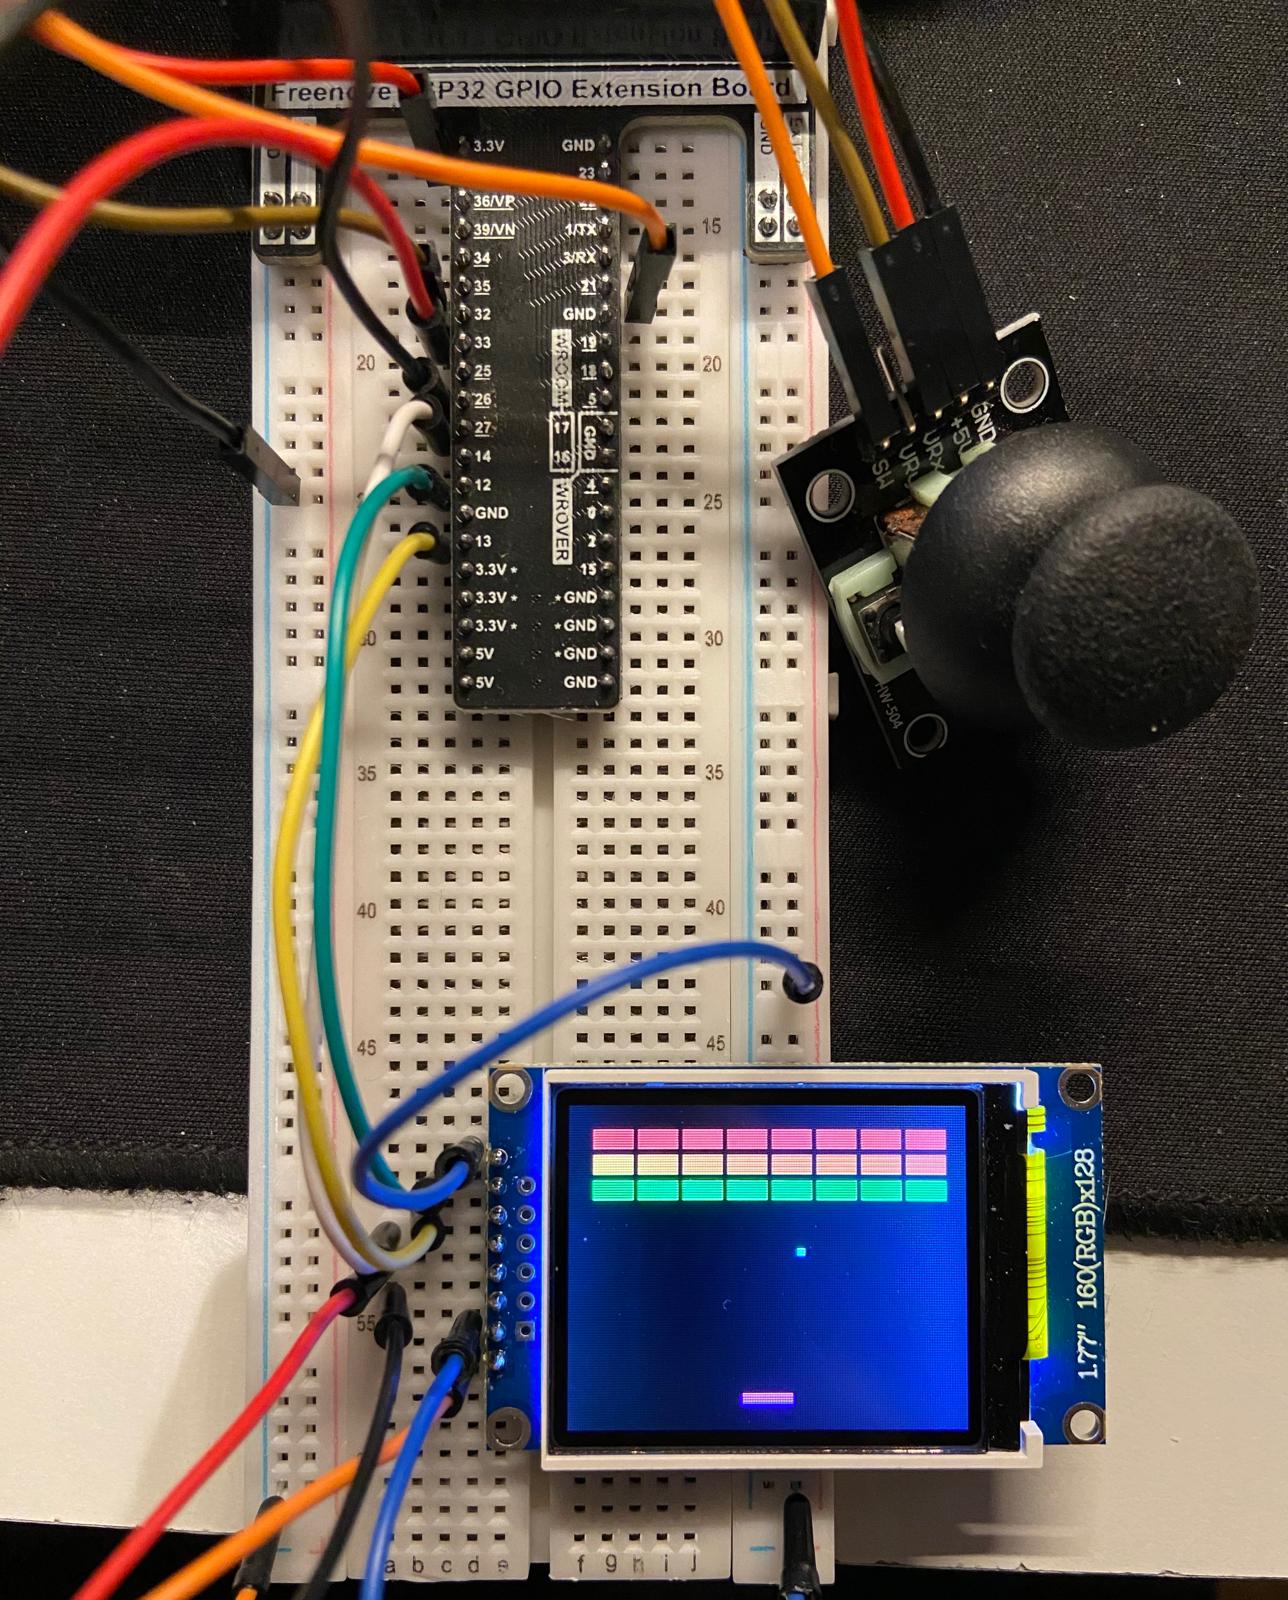 Freenove ESP32 GPIO Extension Board
3.3V GND
23
36/VP
39/VN 1/TX
34 3/RX
35 21
32 GND
33 19
25 18
26 5
27 17 GND
14 16
12 4
GND 0
13 2
3.3V* 15
3.3V* *GND
3.3V* *GND
5V *GND
5V GND
WROOM
WROVER
GND
15
20 20
25
30 30
35 35
40 40
45 45
55
GND
+5V
VRx
VRy
SW
HW-504
1.77" 160(RGB)x128
a b c d e f g h i j